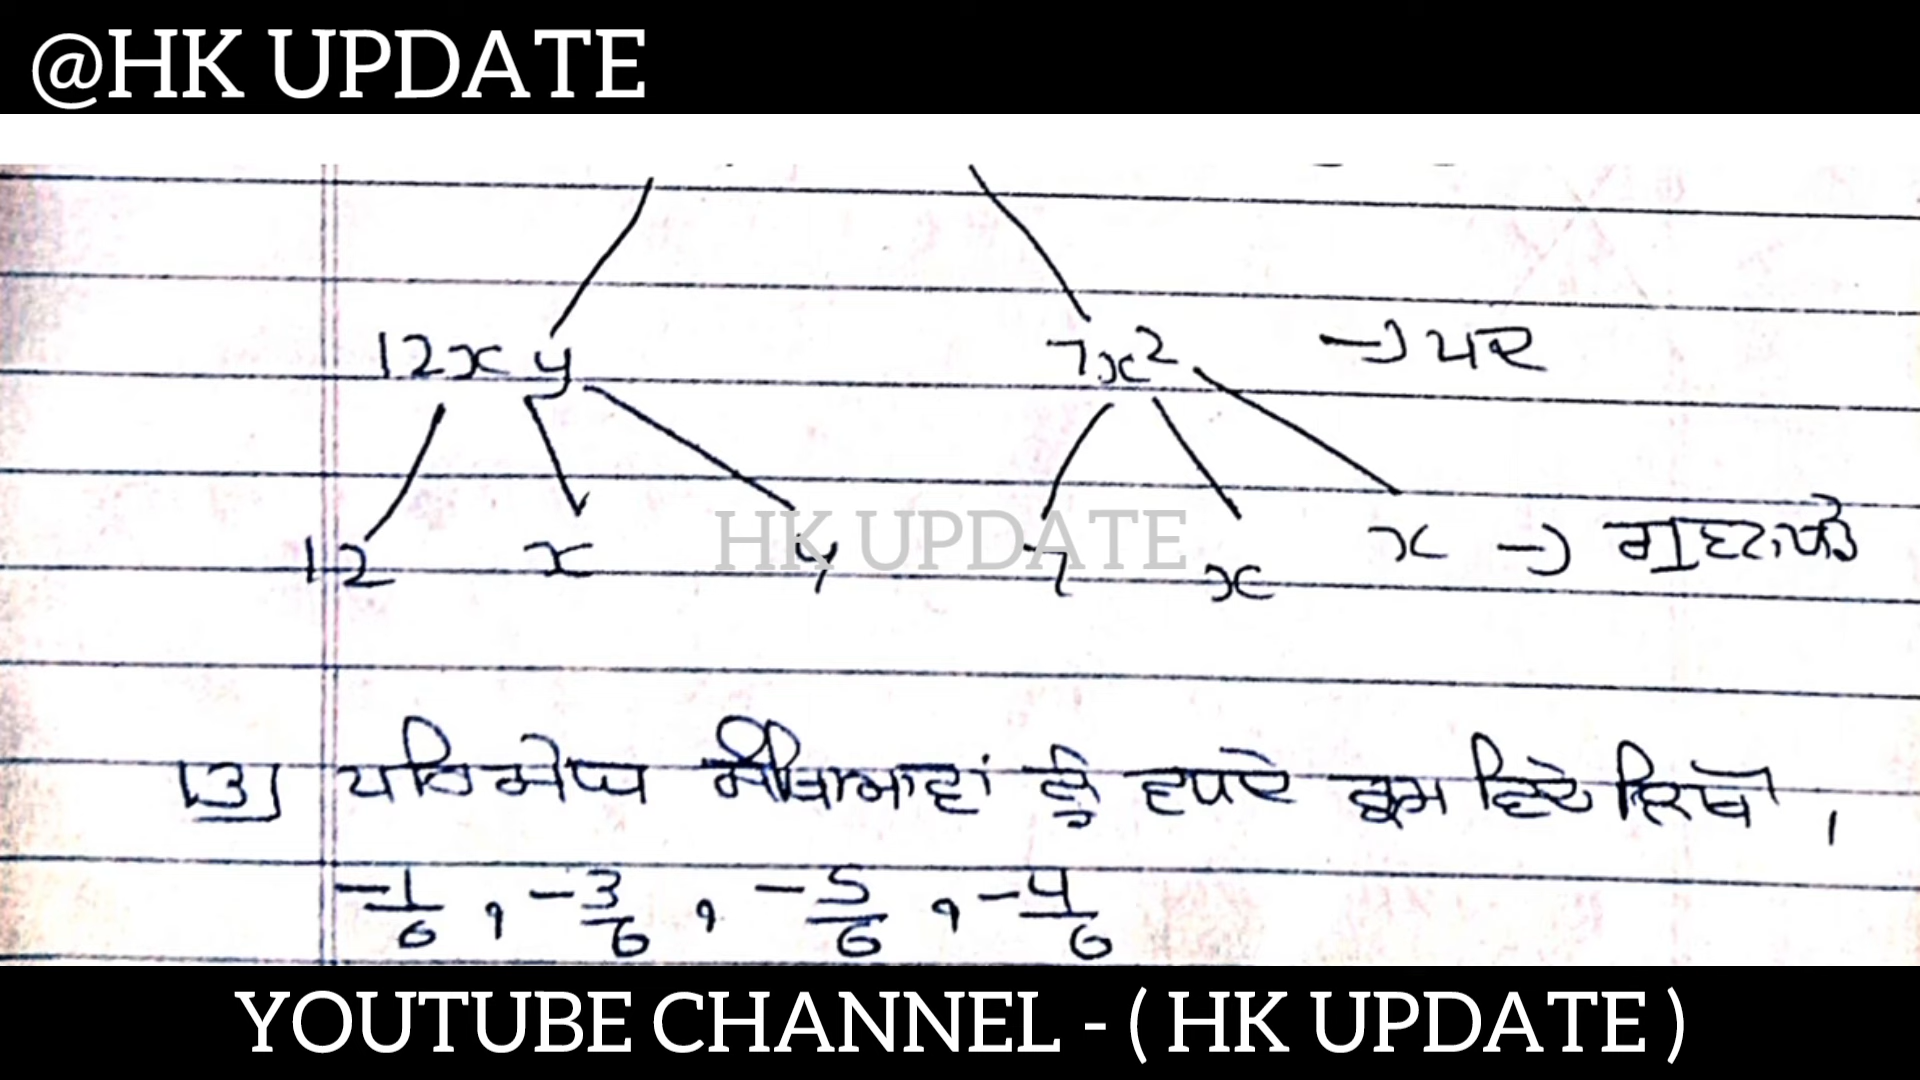 @HK UPDATE
12xy 7x² → ਪਦ
12 x y 7 x x → ਗੁਣਨਖੰਡ
HK UPDATE
13] ਪਰਿਮੇਯ ਸੰਖਿਆਵਾਂ ਨੂੰ ਵਧਦੇ ਕ੍ਰਮ ਵਿੱਚ ਲਿਖੋ ।
-1/6 , -3/6 , -5/6 , -4/6
YOUTUBE CHANNEL - ( HK UPDATE )